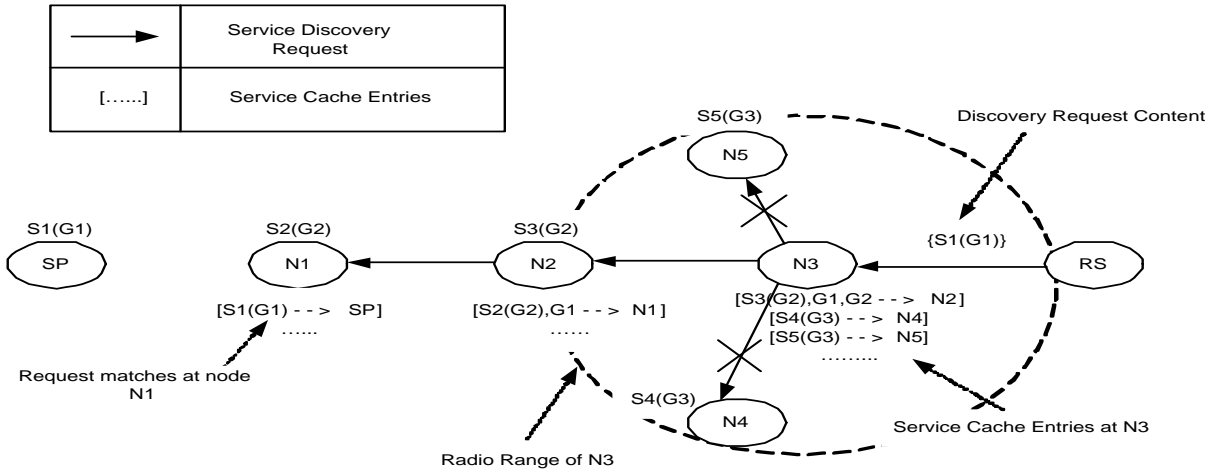 Service Discovery
Request
[…...]
Service Cache Entries
S5(G3)
Discovery Request Content
N5
S1(G1)
S2(G2)
S3(G2)
{S1(G1)}
SP
N1
N2
N3
RS
[S1(G1) - - > SP]
…...
[S2(G2),G1 - - > N1]
…...
[S3(G2),G1,G2 - - > N2]
[S4(G3) - - > N4]
[S5(G3) - - > N5]
……...
Request matches at node
N1
S4(G3)
N4
Service Cache Entries at N3
Radio Range of N3